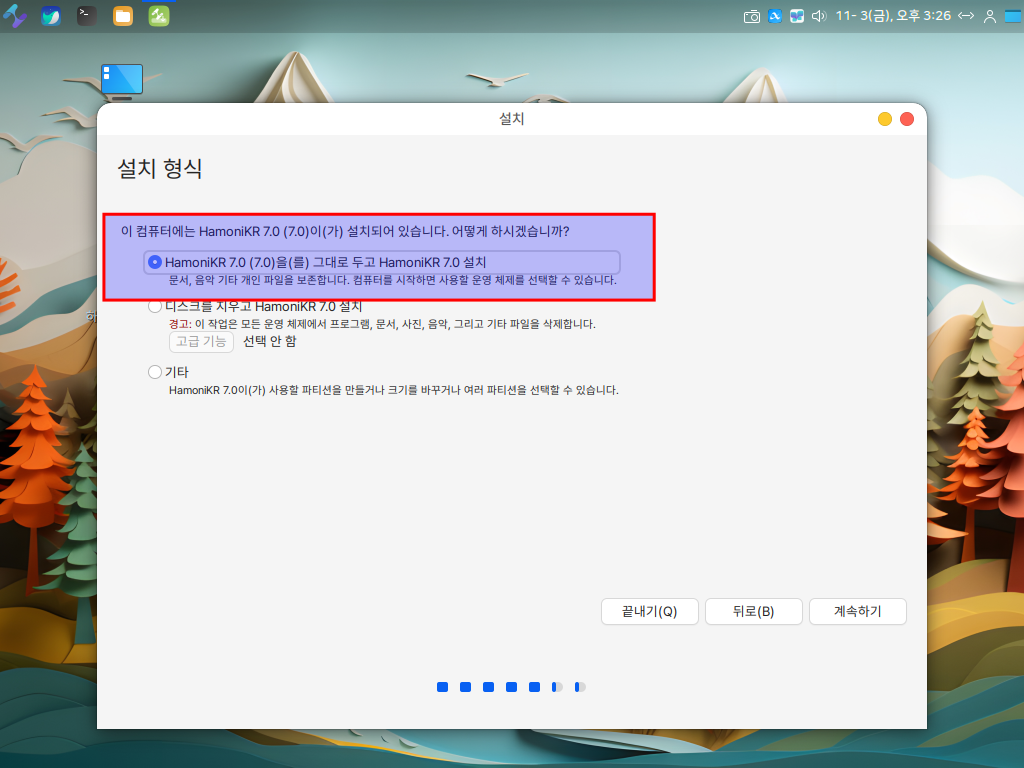 11- 3(금), 오후 3:26
설치
설치 형식
이 컴퓨터에는 HamoniKR 7.0 (7.0)이(가) 설치되어 있습니다. 어떻게 하시겠습니까?
HamoniKR 7.0 (7.0)을(를) 그대로 두고 HamoniKR 7.0 설치
문서, 음악 기타 개인 파일을 보존합니다. 컴퓨터를 시작하면 사용할 운영 체제를 선택할 수 있습니다.
디스크를 지우고 HamoniKR 7.0 설치
경고: 이 작업은 모든 운영 체제에서 프로그램, 문서, 사진, 음악, 그리고 기타 파일을 삭제합니다.
고급 기능 선택 안 함
기타
HamoniKR 7.0이(가) 사용할 파티션을 만들거나 크기를 바꾸거나 여러 파티션을 선택할 수 있습니다.
끝내기(Q) 뒤로(B) 계속하기